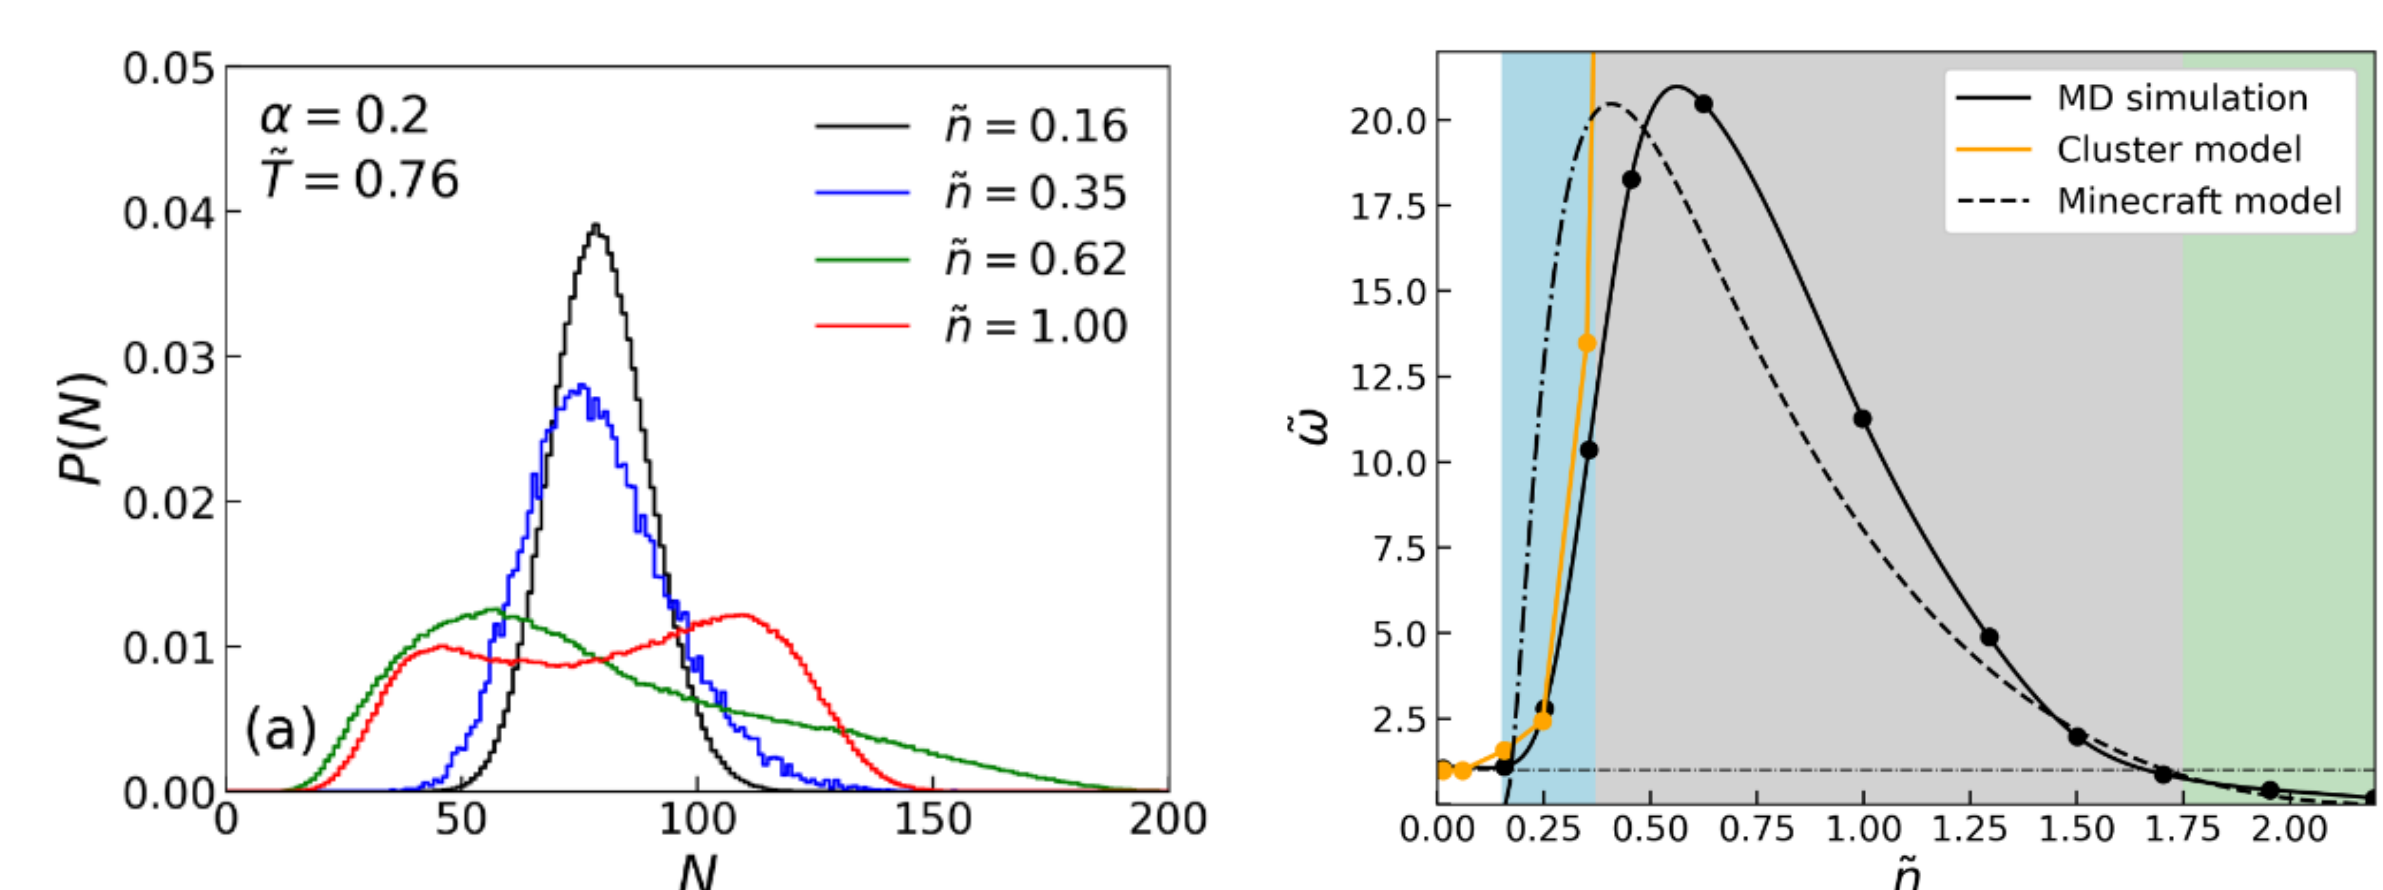 0.05
0.04
0.03
0.02
0.01
0.00
P(N)
α = 0.2
T̃ = 0.76
ñ = 0.16
ñ = 0.35
ñ = 0.62
ñ = 1.00
(a)
0 50 100 150 200
N
20.0
17.5
15.0
12.5
10.0
7.5
5.0
2.5
ω̃
MD simulation
Cluster model
Minecraft model
0.00 0.25 0.50 0.75 1.00 1.25 1.50 1.75 2.00
ñ